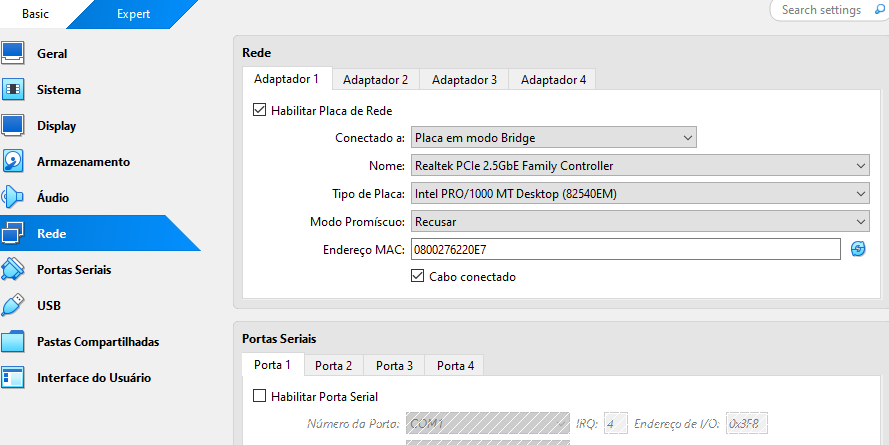 Basic Expert Search settings
Geral
Sistema
Display
Armazenamento
Áudio
Rede
Portas Seriais
USB
Pastas Compartilhadas
Interface do Usuário
Rede
Adaptador 1 Adaptador 2 Adaptador 3 Adaptador 4
Habilitar Placa de Rede
Conectado a: Placa em modo Bridge
Nome: Realtek PCIe 2.5GbE Family Controller
Tipo de Placa: Intel PRO/1000 MT Desktop (82540EM)
Modo Promíscuo: Recusar
Endereço MAC: 0800276220E7
Cabo conectado
Portas Seriais
Porta 1 Porta 2 Porta 3 Porta 4
Habilitar Porta Serial
Número da Porta: COM1 IRQ: 4 Endereço de I/O: 0x3F8